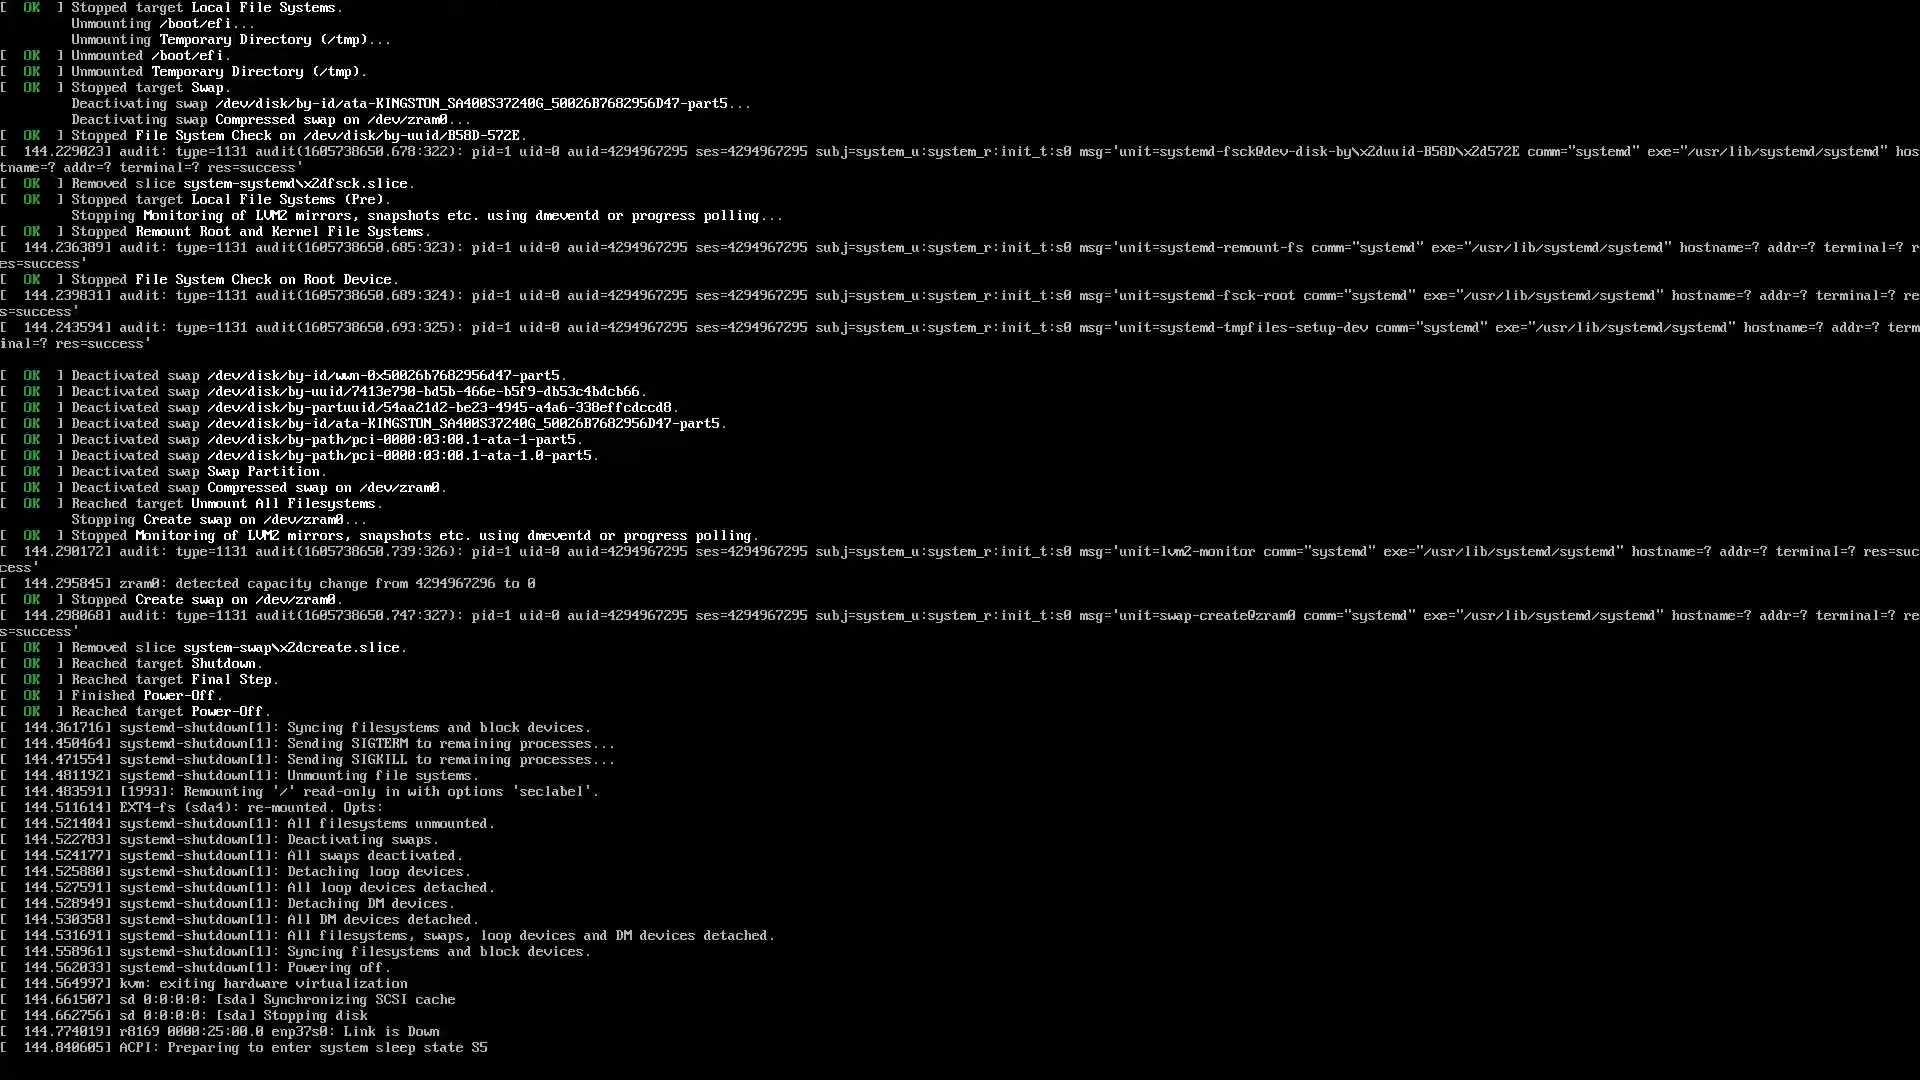 [  OK  ] Stopped target Local File Systems.
         Unmounting /boot/efi...
         Unmounting Temporary Directory (/tmp)...
[  OK  ] Unmounted /boot/efi.
[  OK  ] Unmounted Temporary Directory (/tmp).
[  OK  ] Stopped target Swap.
         Deactivating swap /dev/disk/by-id/ata-KINGSTON_SA400S37240G_50026B7682956D47-part5...
         Deactivating swap Compressed swap on /dev/zram0...
[  OK  ] Stopped File System Check on /dev/disk/by-uuid/B58D-572E.
[  144.229023] audit: type=1131 audit(1605738650.678:322): pid=1 uid=0 auid=4294967295 ses=4294967295 subj=system_u:system_r:init_t:s0 msg='unit=systemd-fsck@dev-disk-by\x2duuid-B58D\x2d572E comm="systemd" exe="/usr/lib/systemd/systemd" hos
tname=? addr=? terminal=? res=success'
[  OK  ] Removed slice system-systemd\x2dfsck.slice.
[  OK  ] Stopped target Local File Systems (Pre).
         Stopping Monitoring of LVM2 mirrors, snapshots etc. using dmeventd or progress polling...
[  OK  ] Stopped Remount Root and Kernel File Systems.
[  144.236389] audit: type=1131 audit(1605738650.685:323): pid=1 uid=0 auid=4294967295 ses=4294967295 subj=system_u:system_r:init_t:s0 msg='unit=systemd-remount-fs comm="systemd" exe="/usr/lib/systemd/systemd" hostname=? addr=? terminal=? r
es=success'
[  OK  ] Stopped File System Check on Root Device.
[  144.239831] audit: type=1131 audit(1605738650.689:324): pid=1 uid=0 auid=4294967295 ses=4294967295 subj=system_u:system_r:init_t:s0 msg='unit=systemd-fsck-root comm="systemd" exe="/usr/lib/systemd/systemd" hostname=? addr=? terminal=? re
s=success'
[  144.243594] audit: type=1131 audit(1605738650.693:325): pid=1 uid=0 auid=4294967295 ses=4294967295 subj=system_u:system_r:init_t:s0 msg='unit=systemd-tmpfiles-setup-dev comm="systemd" exe="/usr/lib/systemd/systemd" hostname=? addr=? term
inal=? res=success'
[  OK  ] Deactivated swap /dev/disk/by-id/wwn-0x50026b7682956d47-part5.
[  OK  ] Deactivated swap /dev/disk/by-uuid/7413e790-bd5b-466e-b5f9-db53c4bdcb66.
[  OK  ] Deactivated swap /dev/disk/by-partuuid/54aa21d2-be23-4945-a4a6-338effcdccd8.
[  OK  ] Deactivated swap /dev/disk/by-id/ata-KINGSTON_SA400S37240G_50026B7682956D47-part5.
[  OK  ] Deactivated swap /dev/disk/by-path/pci-0000:03:00.1-ata-1-part5.
[  OK  ] Deactivated swap /dev/disk/by-path/pci-0000:03:00.1-ata-1.0-part5.
[  OK  ] Deactivated swap Swap Partition.
[  OK  ] Deactivated swap Compressed swap on /dev/zram0.
[  OK  ] Reached target Unmount All Filesystems.
         Stopping Create swap on /dev/zram0...
[  OK  ] Stopped Monitoring of LVM2 mirrors, snapshots etc. using dmeventd or progress polling.
[  144.290172] audit: type=1131 audit(1605738650.739:326): pid=1 uid=0 auid=4294967295 ses=4294967295 subj=system_u:system_r:init_t:s0 msg='unit=lvm2-monitor comm="systemd" exe="/usr/lib/systemd/systemd" hostname=? addr=? terminal=? res=suc
cess'
[  144.295845] zram0: detected capacity change from 4294967296 to 0
[  OK  ] Stopped Create swap on /dev/zram0.
[  144.298068] audit: type=1131 audit(1605738650.747:327): pid=1 uid=0 auid=4294967295 ses=4294967295 subj=system_u:system_r:init_t:s0 msg='unit=swap-create@zram0 comm="systemd" exe="/usr/lib/systemd/systemd" hostname=? addr=? terminal=? re
s=success'
[  OK  ] Removed slice system-swap\x2dcreate.slice.
[  OK  ] Reached target Shutdown.
[  OK  ] Reached target Final Step.
[  OK  ] Finished Power-Off.
[  OK  ] Reached target Power-Off.
[  144.361716] systemd-shutdown[1]: Syncing filesystems and block devices.
[  144.450464] systemd-shutdown[1]: Sending SIGTERM to remaining processes...
[  144.471554] systemd-shutdown[1]: Sending SIGKILL to remaining processes...
[  144.481192] systemd-shutdown[1]: Unmounting file systems.
[  144.483591] [1993]: Remounting '/' read-only in with options 'seclabel'.
[  144.511614] EXT4-fs (sda4): re-mounted. Opts:
[  144.521404] systemd-shutdown[1]: All filesystems unmounted.
[  144.522783] systemd-shutdown[1]: Deactivating swaps.
[  144.524177] systemd-shutdown[1]: All swaps deactivated.
[  144.525880] systemd-shutdown[1]: Detaching loop devices.
[  144.527591] systemd-shutdown[1]: All loop devices detached.
[  144.528949] systemd-shutdown[1]: Detaching DM devices.
[  144.530358] systemd-shutdown[1]: All DM devices detached.
[  144.531691] systemd-shutdown[1]: All filesystems, swaps, loop devices and DM devices detached.
[  144.558961] systemd-shutdown[1]: Syncing filesystems and block devices.
[  144.562033] systemd-shutdown[1]: Powering off.
[  144.564997] kvm: exiting hardware virtualization
[  144.661507] sd 0:0:0:0: [sda] Synchronizing SCSI cache
[  144.662756] sd 0:0:0:0: [sda] Stopping disk
[  144.774019] r8169 0000:25:00.0 enp37s0: Link is Down
[  144.840605] ACPI: Preparing to enter system sleep state S5